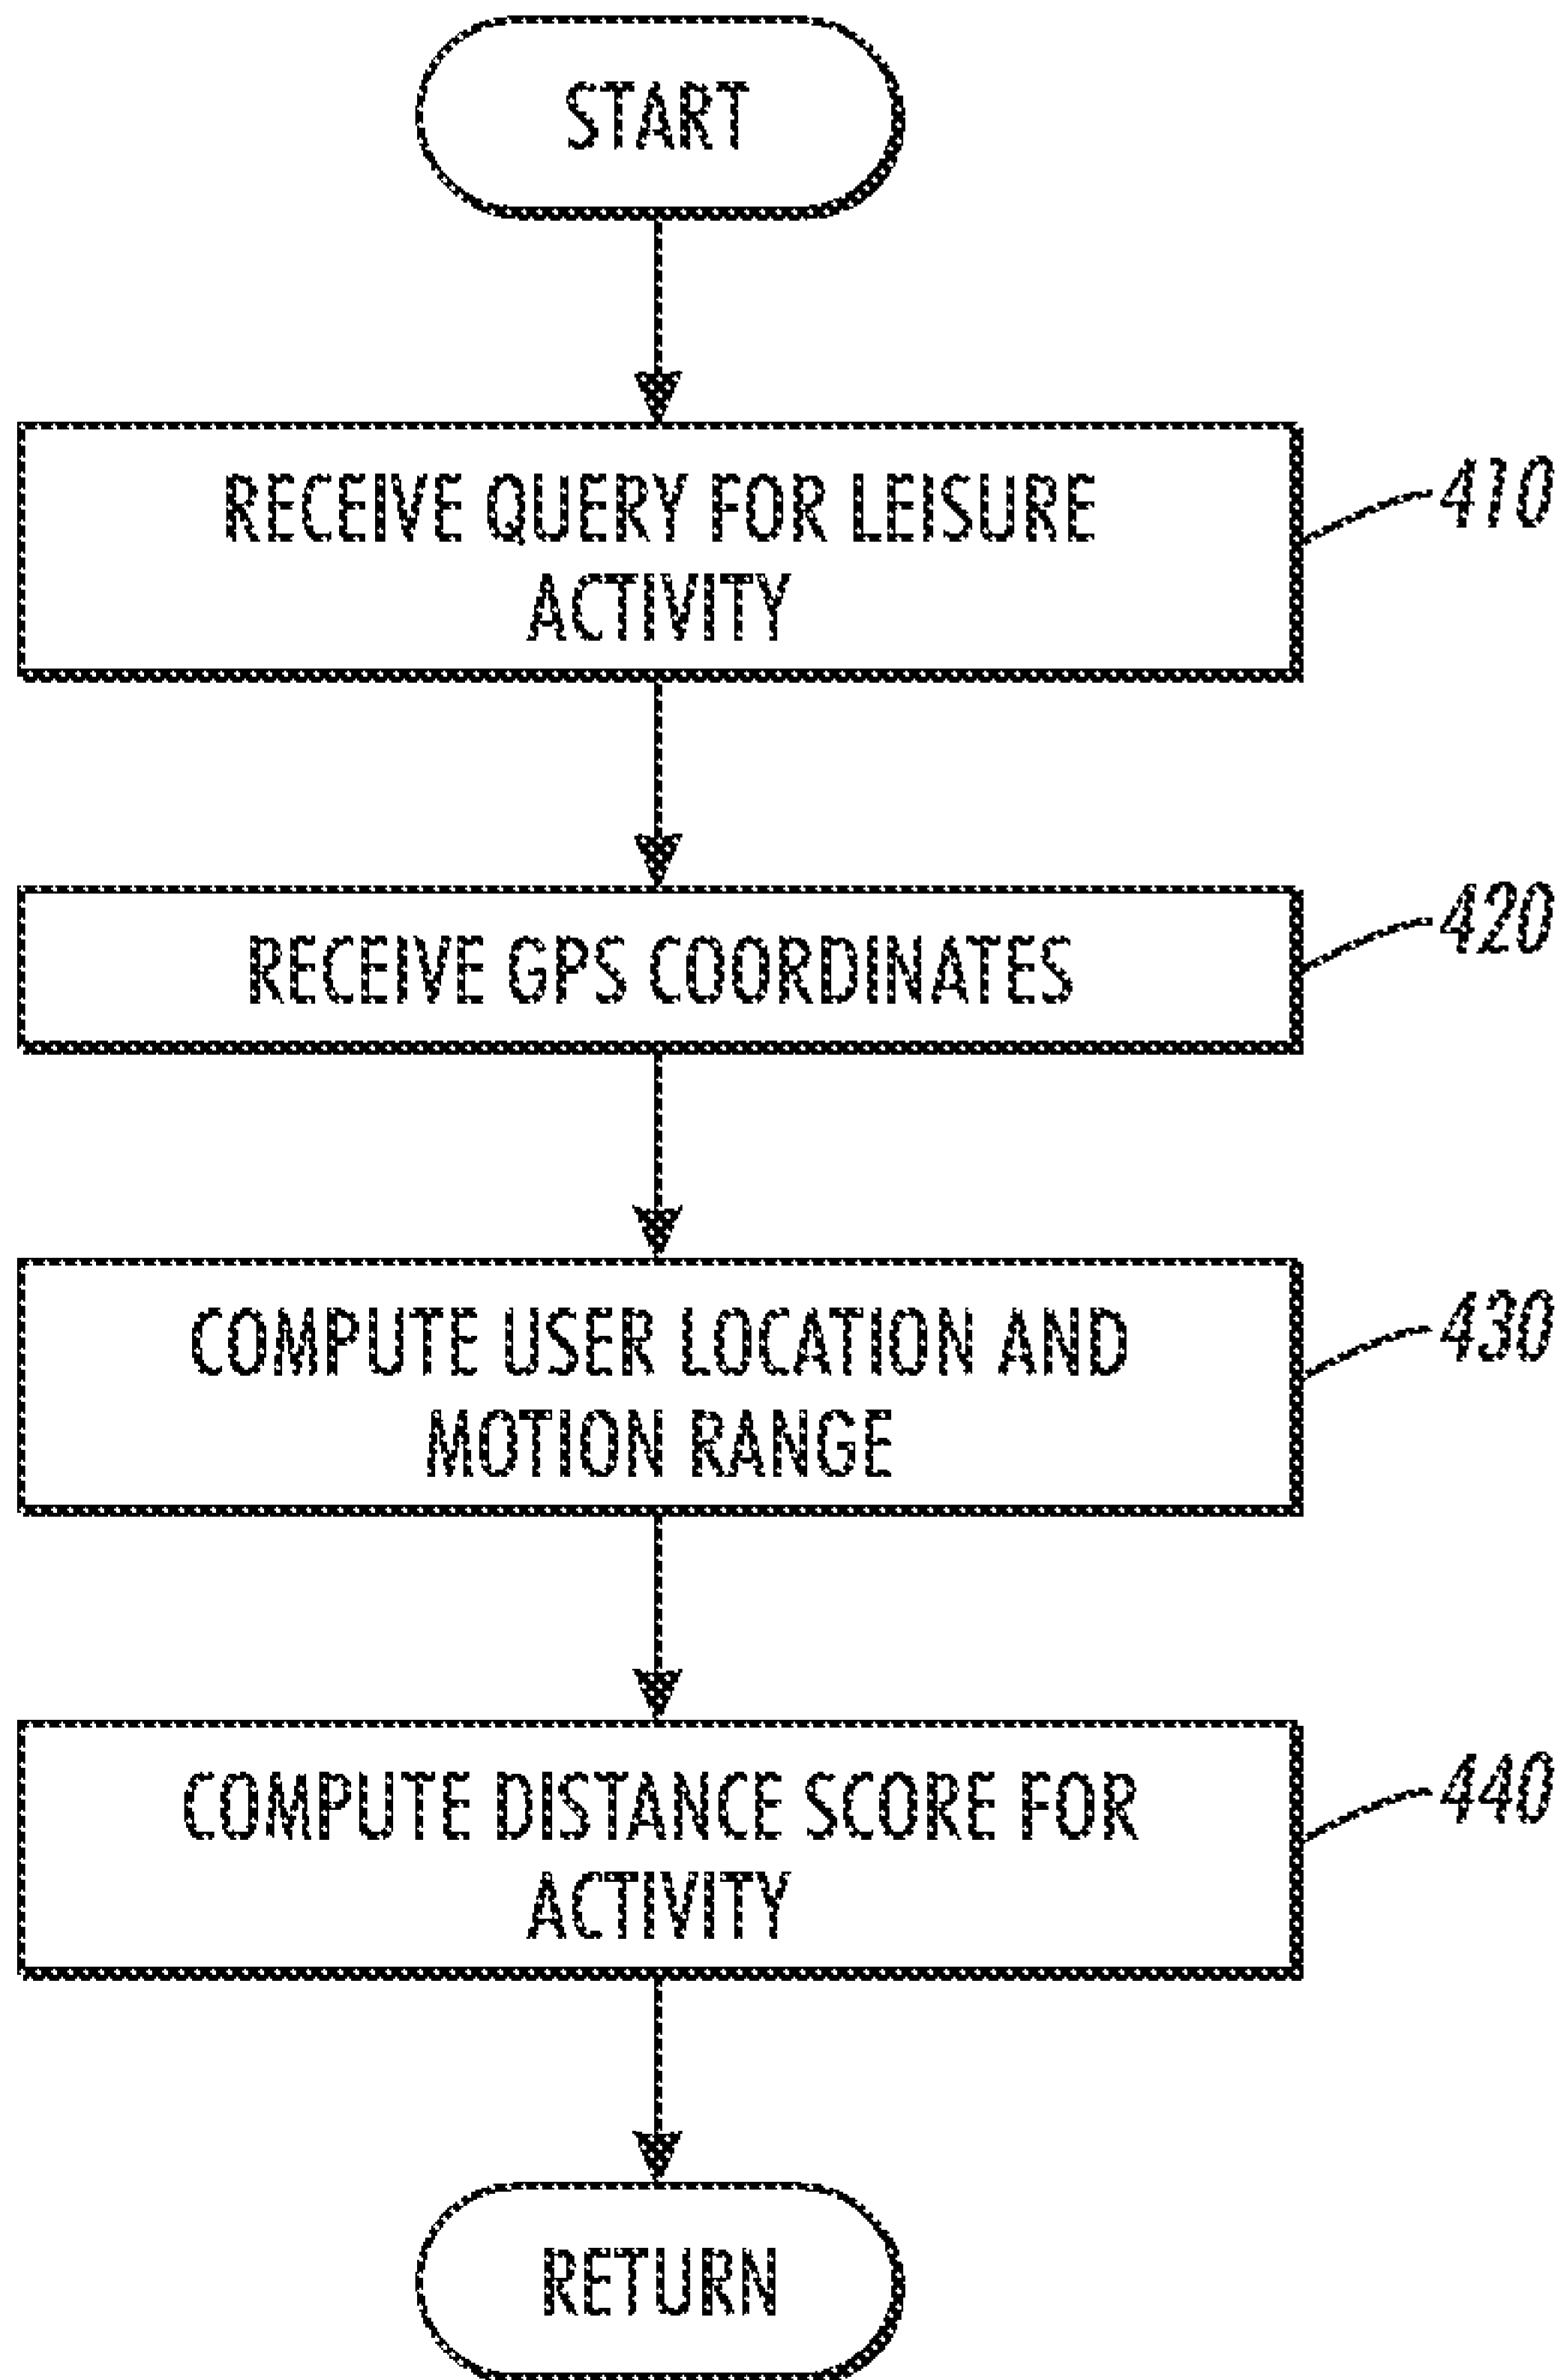 START
RECEIVE QUERY FOR LEISURE
ACTIVITY
410
RECEIVE GPS COORDINATES
420
COMPUTE USER LOCATION AND
MOTION RANGE
430
COMPUTE DISTANCE SCORE FOR
ACTIVITY
440
RETURN